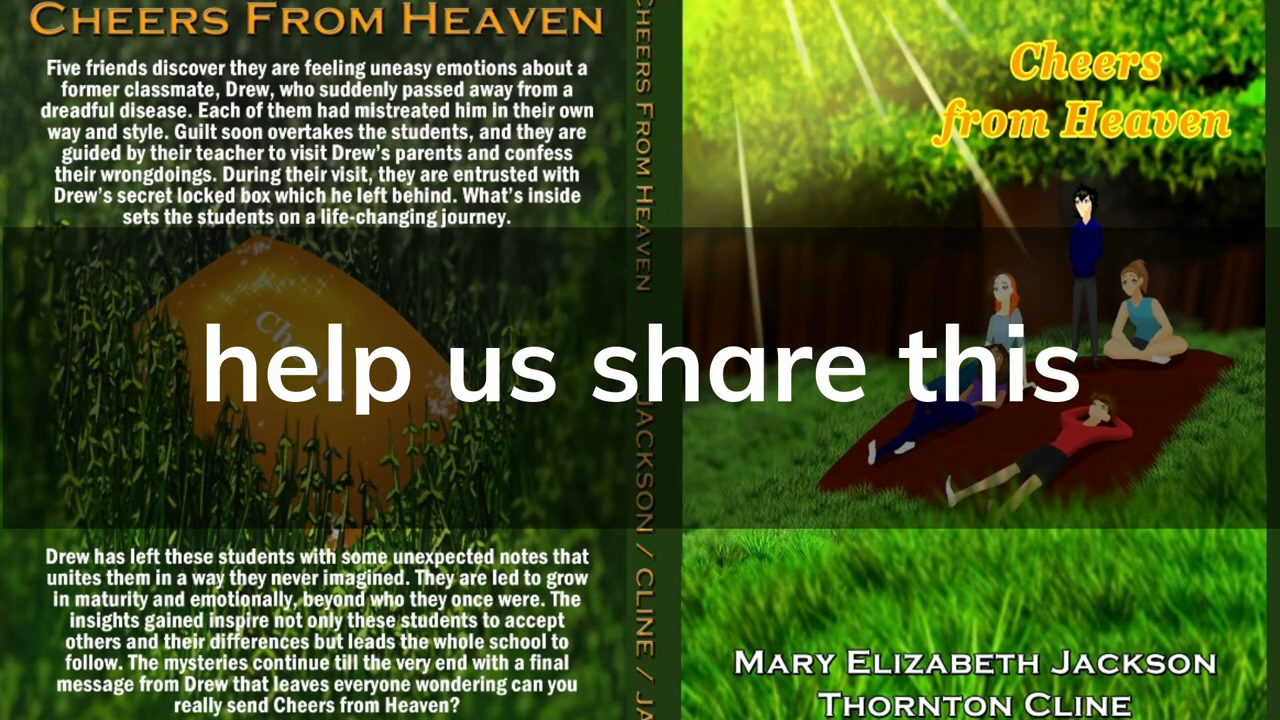 CHEERS FROM HEAVEN
Five friends discover they are feeling uneasy emotions about a
former classmate, Drew, who suddenly passed away from a
dreadful disease. Each of them had mistreated him in their own
way and style. Guilt soon overtakes the students, and they are
guided by their teacher to visit Drew's parents and confess
their wrongdoings. During their visit, they are entrusted with
Drew's secret locked box which he left behind. What's inside
sets the students on a life-changing journey.
Drew has left these students with some unexpected notes that
unites them in a way they never imagined. They are led to grow
in maturity and emotionally, beyond who they once were. The
insights gained inspire not only these students to accept
others and their differences but leads the whole school to
follow. The mysteries continue till the very end with a final
message from Drew that leaves everyone wondering can you
really send Cheers from Heaven?
CHEERS FROM HEAVEN JACKSON / CLINE /
Cheers
from Heaven
help us share this
MARY ELIZABETH JACKSON
THORNTON CLINE